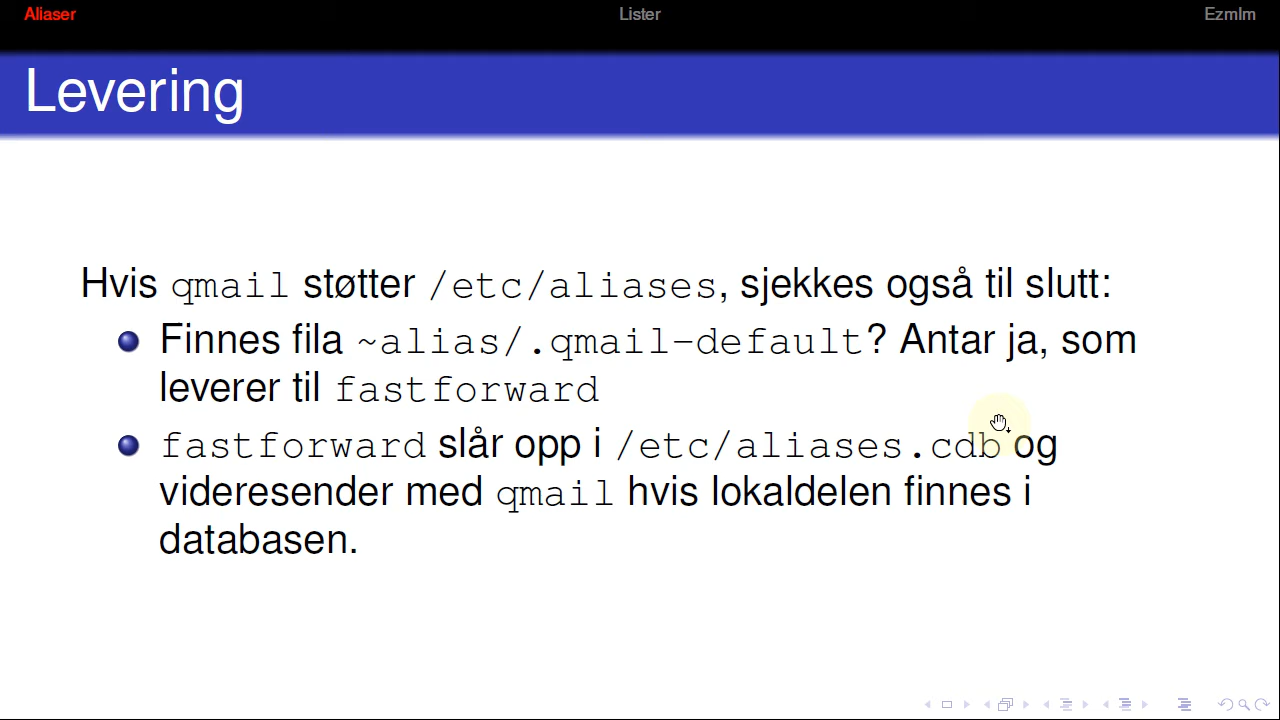 Aliaser Lister Ezmlm
Levering
Hvis qmail støtter /etc/aliases, sjekkes også til slutt:
Finnes fila ~alias/.qmail-default? Antar ja, som
leverer til fastforward
fastforward slår opp i /etc/aliases.cdb og
videresender med qmail hvis lokaldelen finnes i
databasen.